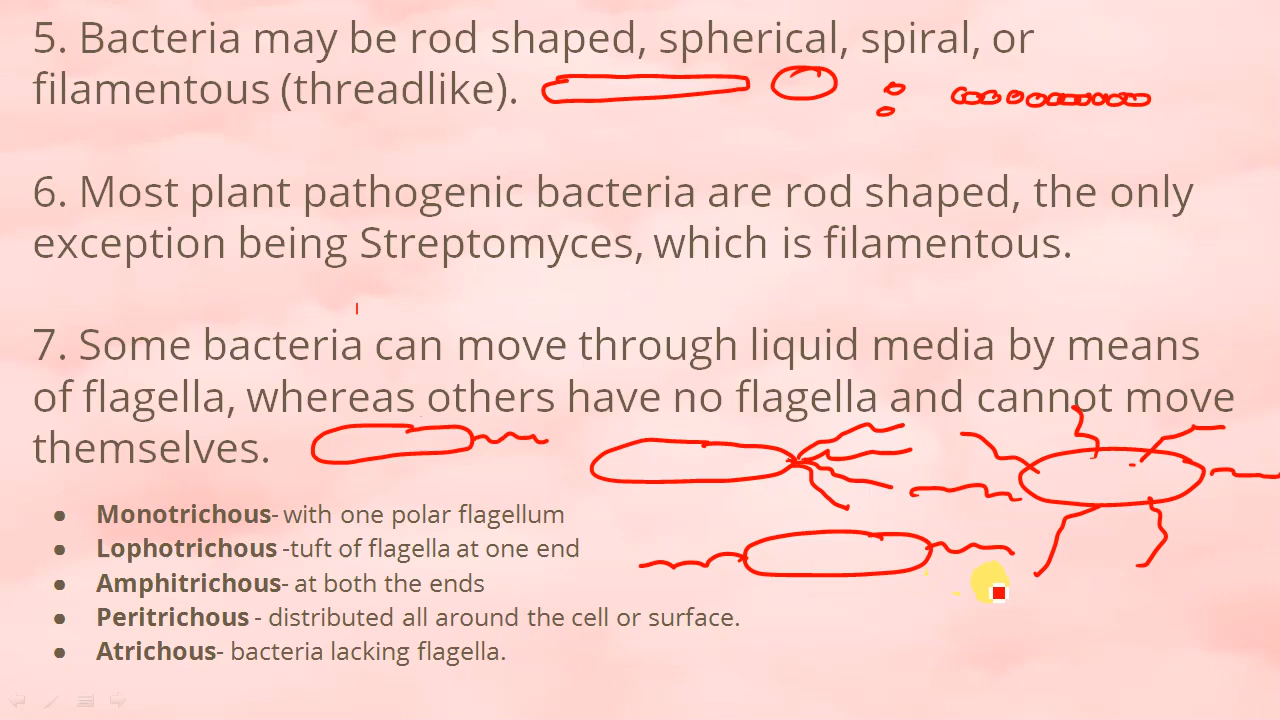 5. Bacteria may be rod shaped, spherical, spiral, or
filamentous (threadlike).
6. Most plant pathogenic bacteria are rod shaped, the only
exception being Streptomyces, which is filamentous.
7. Some bacteria can move through liquid media by means
of flagella, whereas others have no flagella and cannot move
themselves.
● Monotrichous- with one polar flagellum
● Lophotrichous -tuft of flagella at one end
● Amphitrichous- at both the ends
● Peritrichous - distributed all around the cell or surface.
● Atrichous- bacteria lacking flagella.